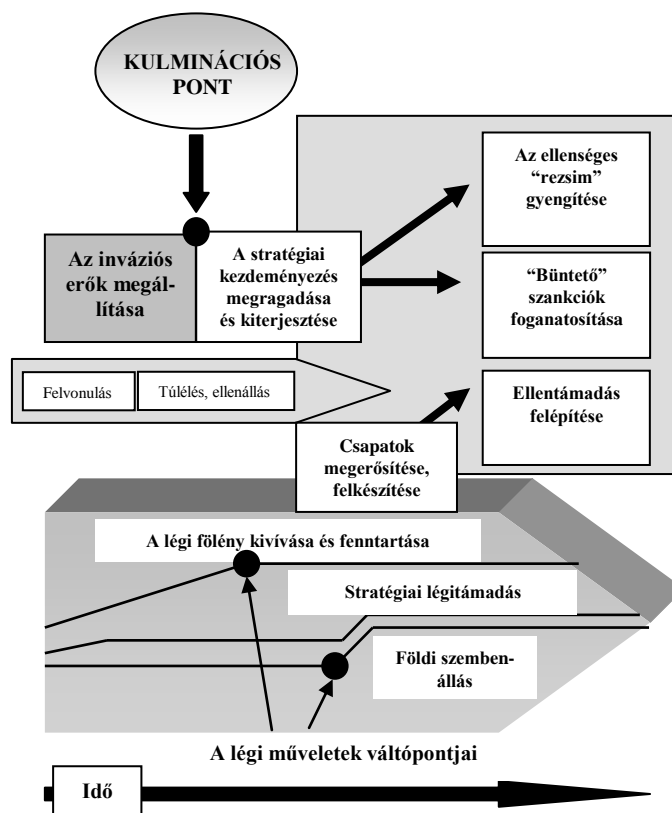 KULMINÁCIÓS
PONT
Az ellenséges
“rezsim”
gyengítése
Az inváziós
erők megál-
lítása
A stratégiai
kezdeményezés
megragadása
és kiterjesztése
“Büntető”
szankciók
foganatosítása
Felvonulás
Túlélés, ellenállás
Ellentámadás
felépítése
Csapatok
megerősítése,
felkészítése
A légi fölény kivívása és fenntartása
Stratégiai légitámadás
Földi szemben-
állás
A légi műveletek váltópontjai
Idő